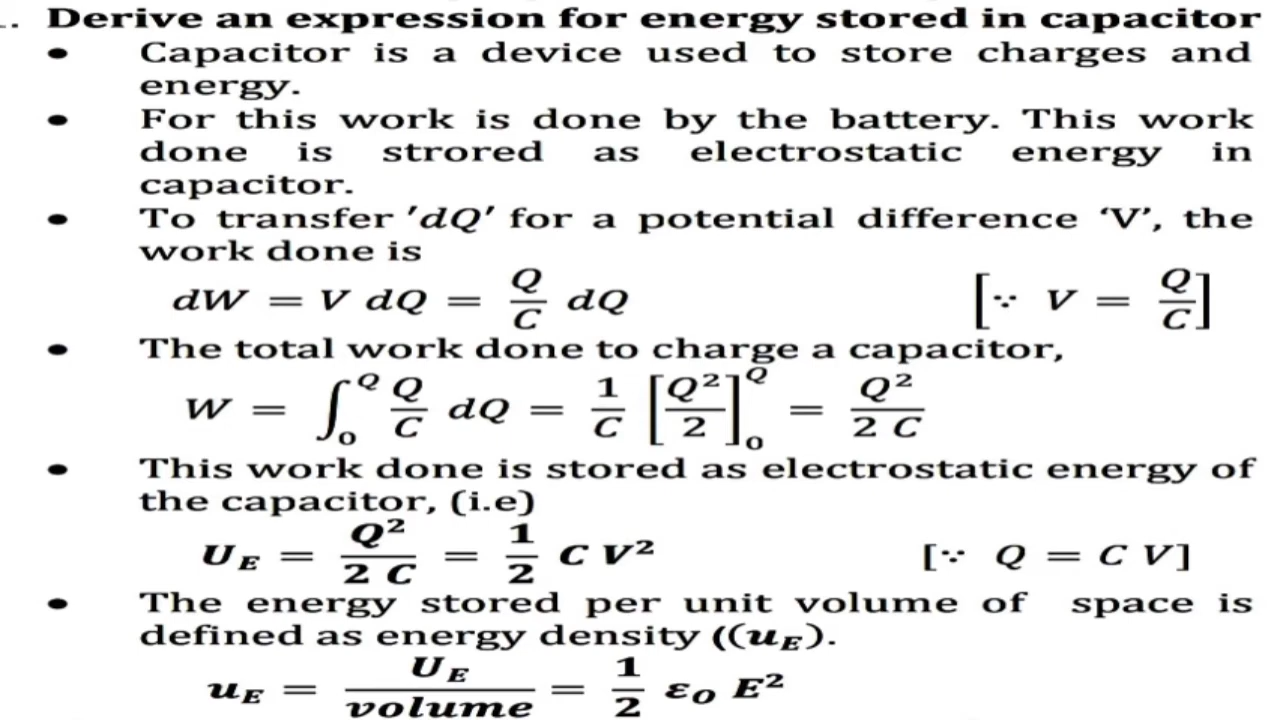 . Derive an expression for energy stored in capacitor
• Capacitor is a device used to store charges and
energy.
• For this work is done by the battery. This work
done is strored as electrostatic energy in
capacitor.
• To transfer ′dQ′ for a potential difference ‘V’, the
work done is
dW = V dQ = Q/C dQ [∵ V = Q/C]
• The total work done to charge a capacitor,
W = ∫₀^Q Q/C dQ = 1/C [Q²/2]₀^Q = Q²/2 C
• This work done is stored as electrostatic energy of
the capacitor, (i.e)
U_E = Q²/2 C = 1/2 C V² [∵ Q = C V]
• The energy stored per unit volume of space is
defined as energy density ((u_E).
u_E = U_E/volume = 1/2 ε_O E²